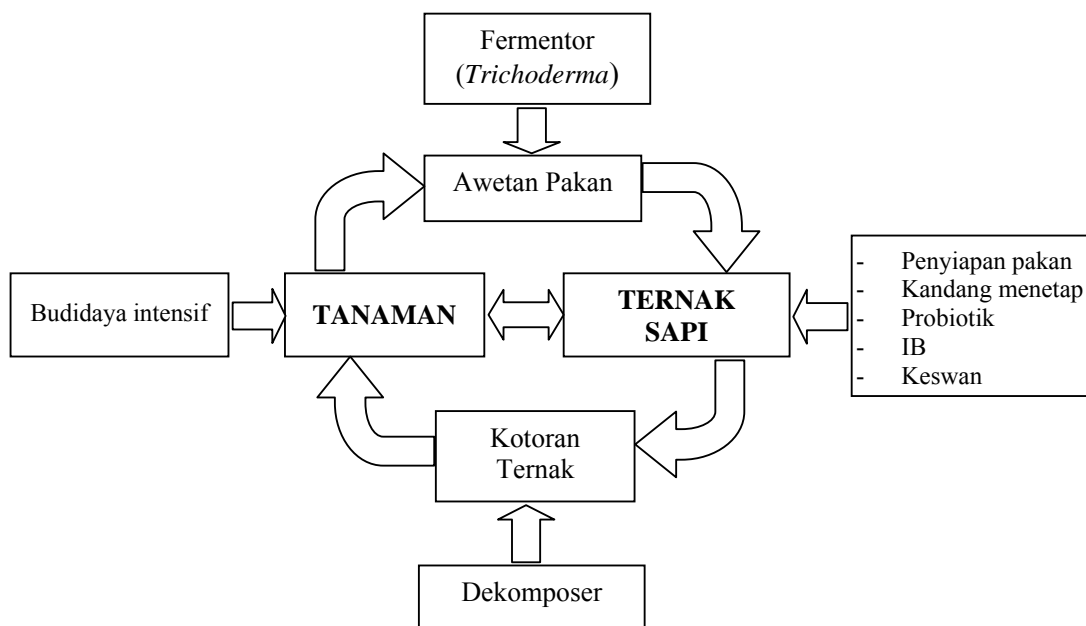 Fermentor
(Trichoderma)
Awetan Pakan
Budidaya intensif
TANAMAN
TERNAK
SAPI
- Penyiapan pakan
- Kandang menetap
- Probiotik
- IB
- Keswan
Kotoran
Ternak
Dekomposer